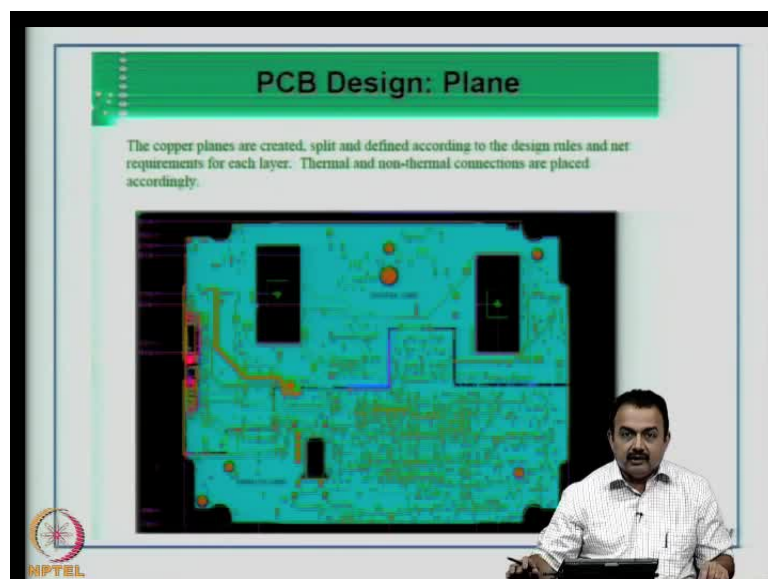 PCB Design: Plane
The copper planes are created, split and defined according to the design rules and net
requirements for each layer. Thermal and non-thermal connections are placed
accordingly.
NPTEL